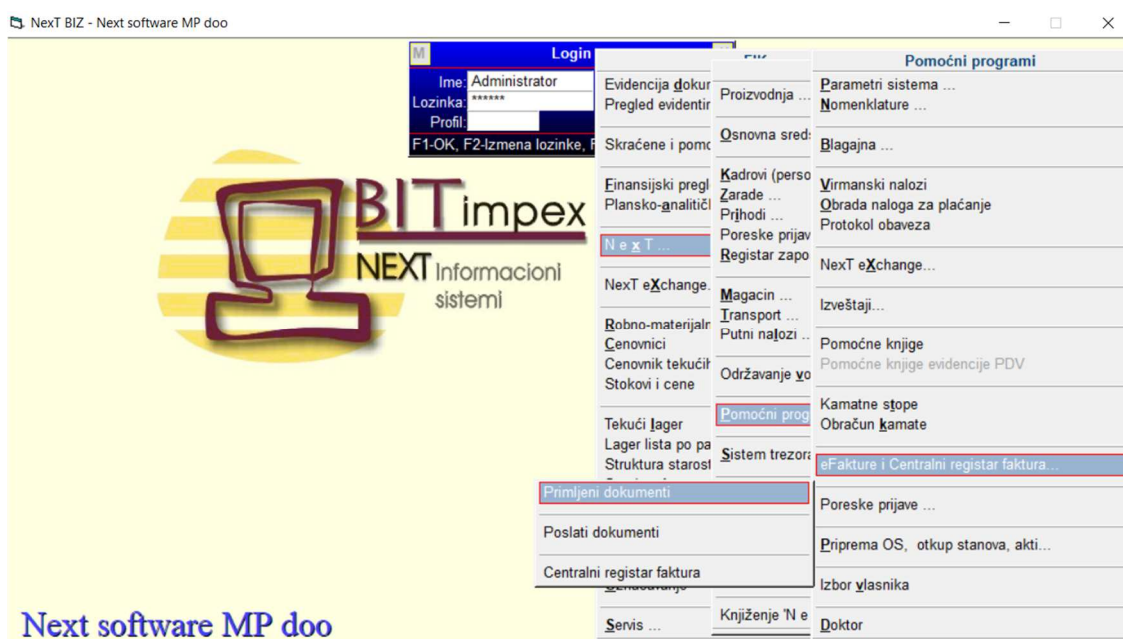 NexT BIZ - Next software MP doo
Login
Ime: Administrator
Lozinka: ******
Profil:
F1-OK, F2-Izmena lozinke,
BIT impex
NEXT Informacioni
sistemi
Next software MP doo
Evidencija dokur
Pregled evidentir
Skraćene i pomo
Finansijski pregl
Plansko-analitič
N e x T ...
NexT eXchange.
Robno-materijaln
Cenovnici
Cenovnik tekućih
Stokovi i cene
Tekući lager
Lager lista po pa
Struktura starost
Servis ...
Proizvodnja ...
Osnovna sreds
Kadrovi (perso
Zarade ...
Prihodi ...
Poreske prijav
Registar zapo
Magacin ...
Transport ...
Putni nalozi ..
Održavanje vo
Pomoćni prog
Sistem trezora
Knjiženje 'N e
Pomoćni programi
Parametri sistema ...
Nomenklature ...
Blagajna ...
Virmanski nalozi
Obrada naloga za plaćanje
Protokol obaveza
NexT eXchange...
Izveštaji...
Pomoćne knjige
Pomoćne knjige evidencije PDV
Kamatne stope
Obračun kamate
eFakture i Centralni registar faktura...
Poreske prijave ...
Priprema OS, otkup stanova, akti...
Izbor vlasnika
Doktor
Primljeni dokumenti
Poslati dokumenti
Centralni registar faktura